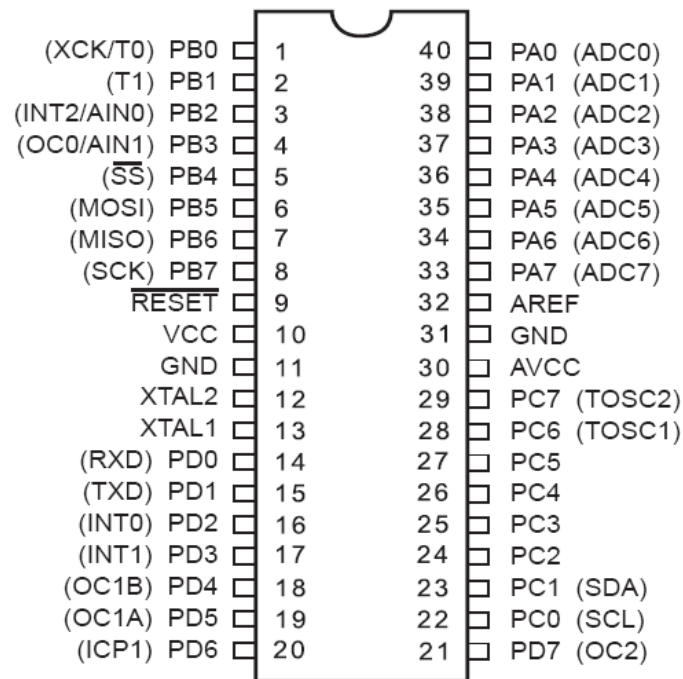 (XCK/T0) PB0 1 40 PA0 (ADC0)
(T1) PB1 2 39 PA1 (ADC1)
(INT2/AIN0) PB2 3 38 PA2 (ADC2)
(OC0/AIN1) PB3 4 37 PA3 (ADC3)
(SS) PB4 5 36 PA4 (ADC4)
(MOSI) PB5 6 35 PA5 (ADC5)
(MISO) PB6 7 34 PA6 (ADC6)
(SCK) PB7 8 33 PA7 (ADC7)
RESET 9 32 AREF
VCC 10 31 GND
GND 11 30 AVCC
XTAL2 12 29 PC7 (TOSC2)
XTAL1 13 28 PC6 (TOSC1)
(RXD) PD0 14 27 PC5
(TXD) PD1 15 26 PC4
(INT0) PD2 16 25 PC3
(INT1) PD3 17 24 PC2
(OC1B) PD4 18 23 PC1 (SDA)
(OC1A) PD5 19 22 PC0 (SCL)
(ICP1) PD6 20 21 PD7 (OC2)